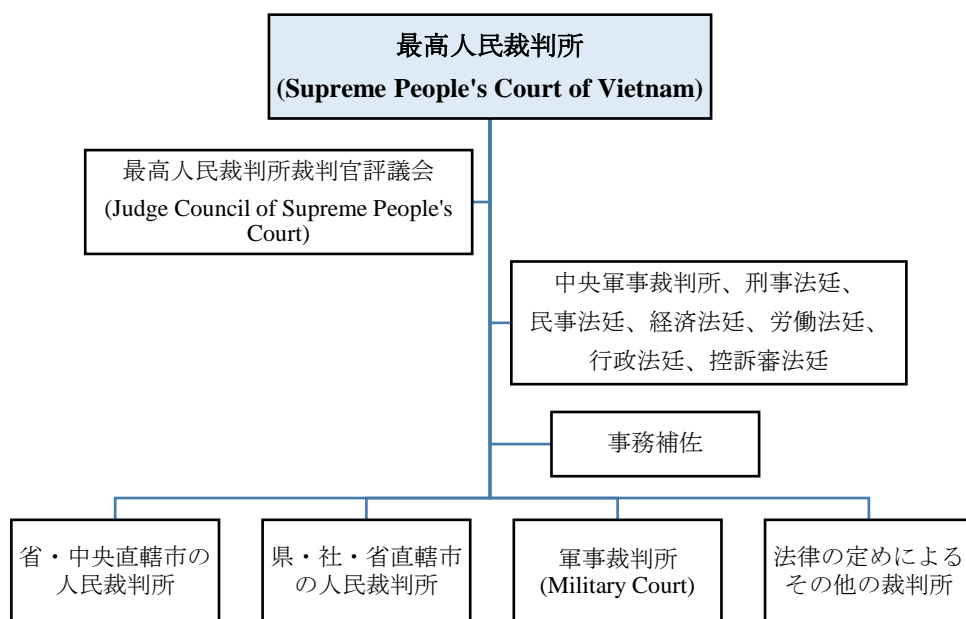 最高人民裁判所
(Supreme People's Court of Vietnam)
最高人民裁判所裁判官評議会
(Judge Council of Supreme People's
Court)
中央軍事裁判所、刑事法廷、
民事法廷、経済法廷、労働法廷、
行政法廷、控訴審法廷
事務補佐
省・中央直轄市の
人民裁判所
県・社・省直轄市
の人民裁判所
軍事裁判所
(Military Court)
法律の定めによる
その他の裁判所